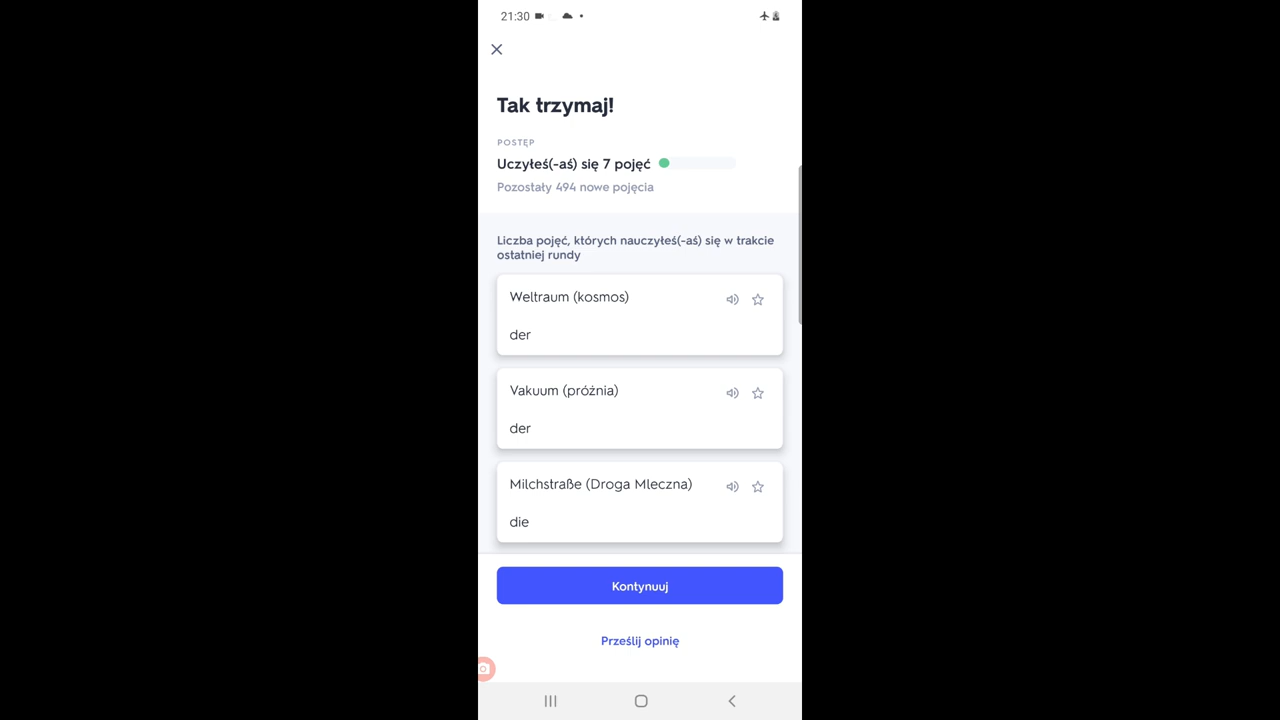 21:30
Tak trzymaj!
POSTĘP
Uczyłeś(-aś) się 7 pojęć
Pozostały 494 nowe pojęcia
Liczba pojęć, których nauczyłeś(-aś) się w trakcie
ostatniej rundy
Weltraum (kosmos)
der
Vakuum (próżnia)
der
Milchstraße (Droga Mleczna)
die
Kontynuuj
Prześlij opinię